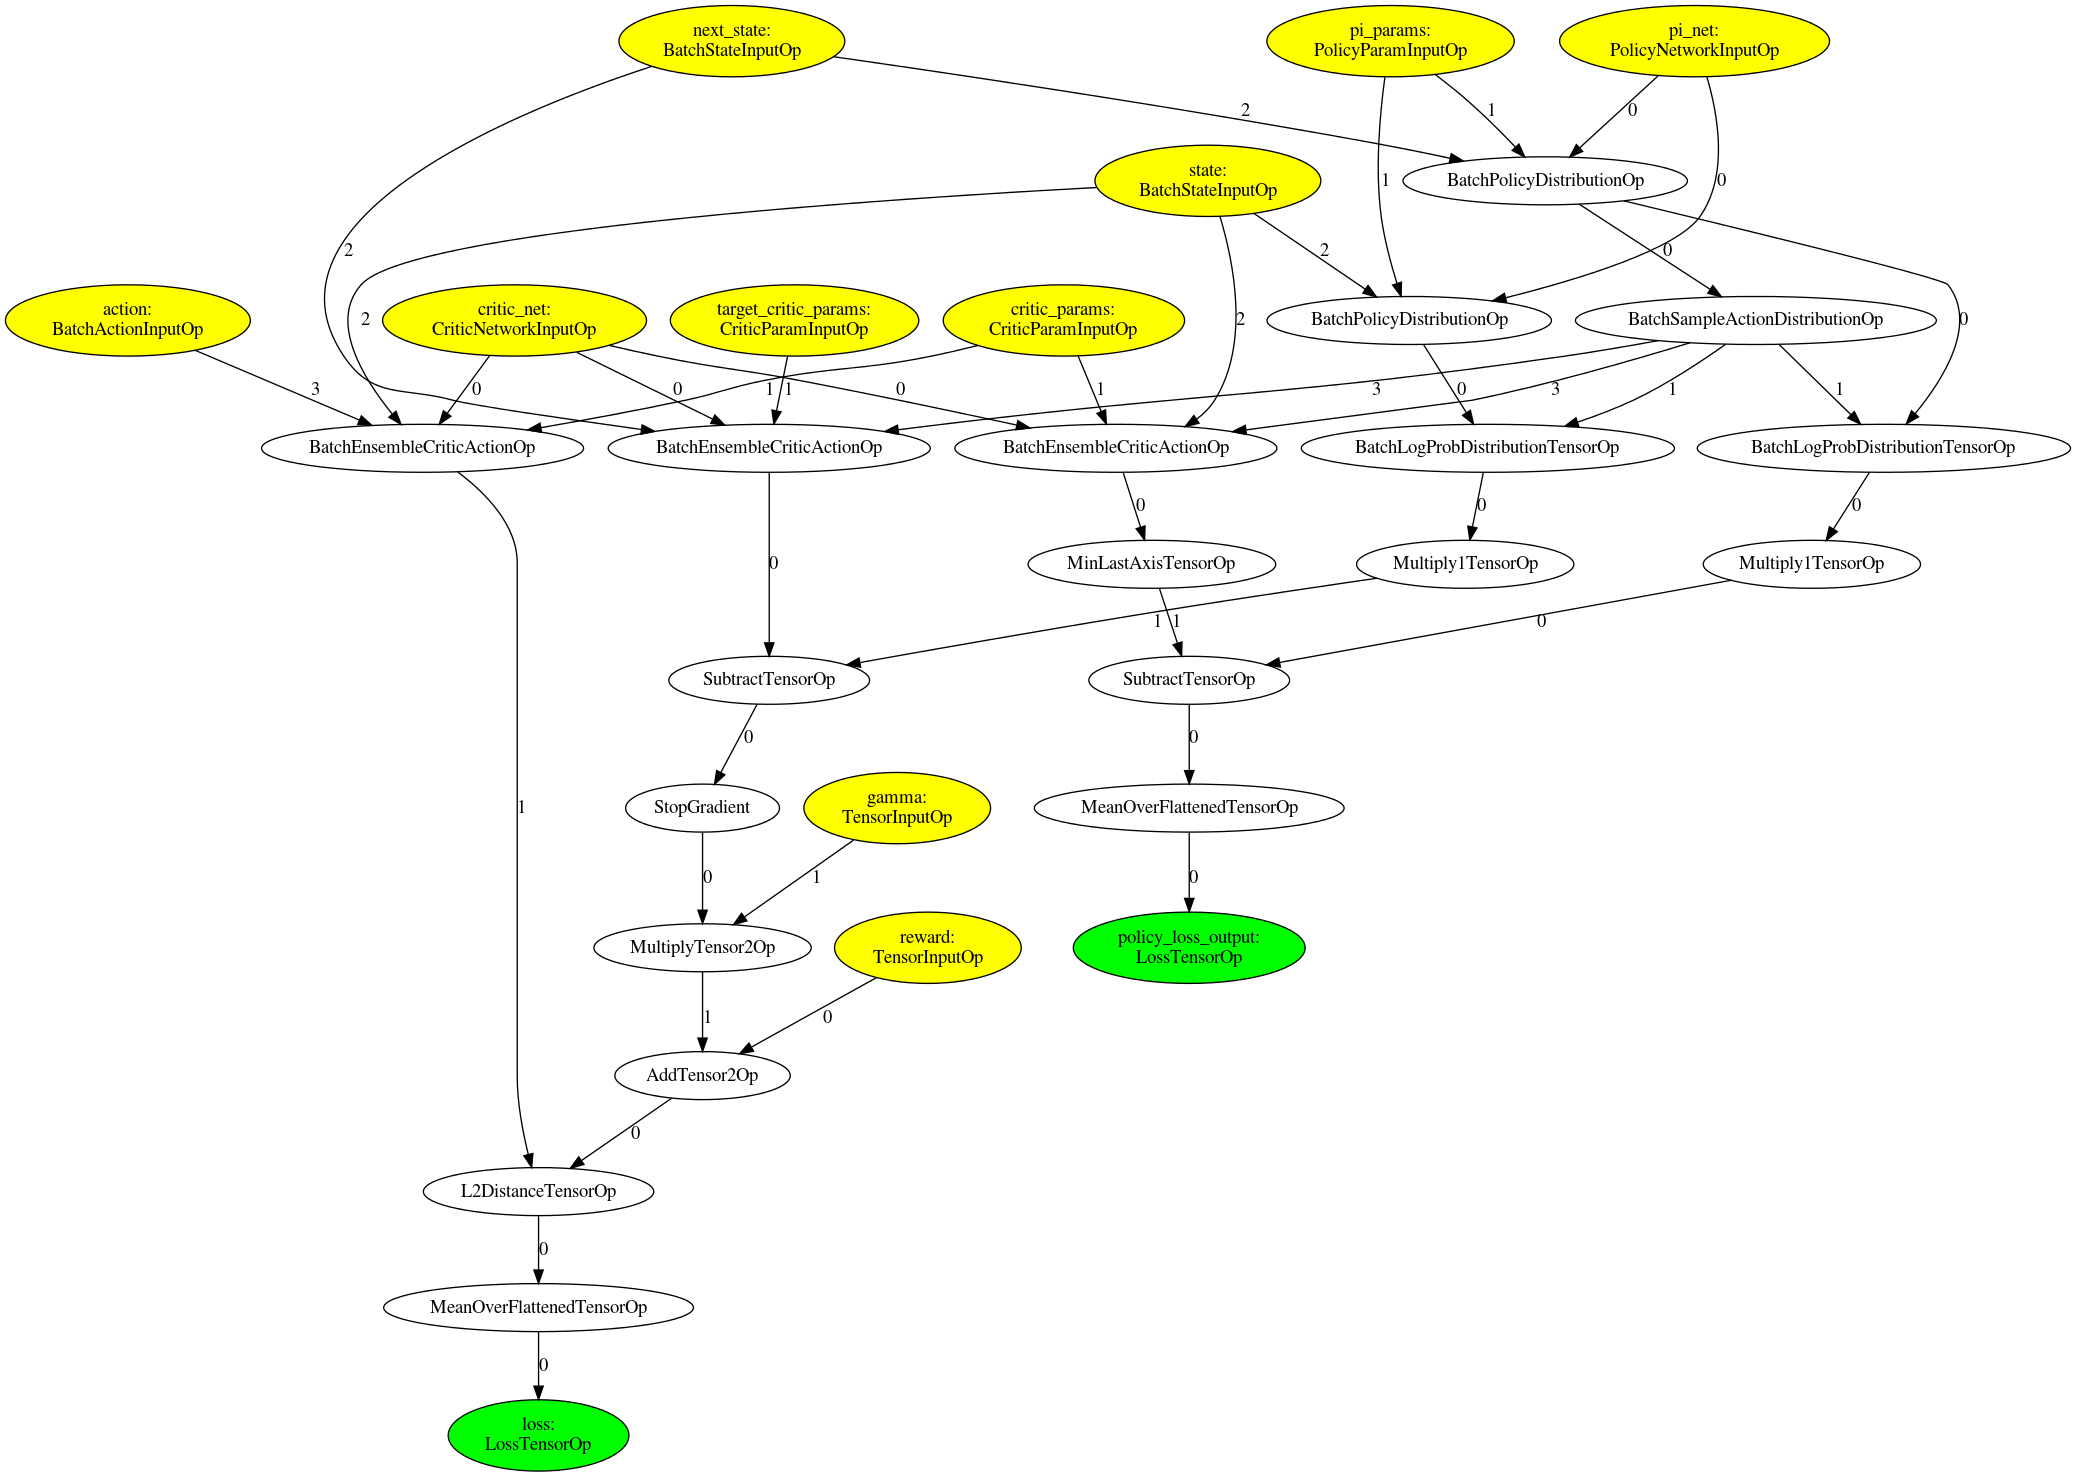 next_state:
BatchStateInputOp
pi_params:
PolicyParamInputOp
pi_net:
PolicyNetworkInputOp
2
1
0
state:
BatchStateInputOp
1
BatchPolicyDistributionOp
0
2
2
0
action:
BatchActionInputOp
2
critic_net:
CriticNetworkInputOp
target_critic_params:
CriticParamInputOp
critic_params:
CriticParamInputOp
2
BatchPolicyDistributionOp
BatchSampleActionDistributionOp
0
3
0
0
1
1
0
1
3
0
3
1
1
BatchEnsembleCriticActionOp
BatchEnsembleCriticActionOp
BatchEnsembleCriticActionOp
BatchLogProbDistributionTensorOp
BatchLogProbDistributionTensorOp
0
0
0
0
MinLastAxisTensorOp
Multiply1TensorOp
Multiply1TensorOp
1
1
0
SubtractTensorOp
SubtractTensorOp
0
0
1
StopGradient
gamma:
TensorInputOp
MeanOverFlattenedTensorOp
0
1
0
MultiplyTensor2Op
reward:
TensorInputOp
policy_loss_output:
LossTensorOp
1
0
AddTensor2Op
0
L2DistanceTensorOp
0
MeanOverFlattenedTensorOp
0
loss:
LossTensorOp